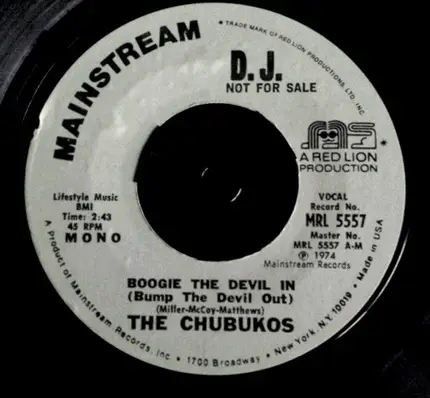 MAINSTREAM
* TRADE MARK OF RED LION PRODUCTIONS, LTD., INC.
D.J.
NOT FOR SALE
ms
A RED LION
PRODUCTION
Lifestyle Music
BMI
Time: 2:43
45 RPM
MONO
VOCAL
Record No.
MRL 5557
Master No.
MRL 5557 A-M
Ⓟ 1974
Mainstream Records
BOOGIE THE DEVIL IN
(Bump The Devil Out)
(Miller-McCoy-Matthews)
THE CHUBUKOS
A Product of Mainstream Records, Inc. • 1700 Broadway • New York, N.Y. 10019 • Made in USA